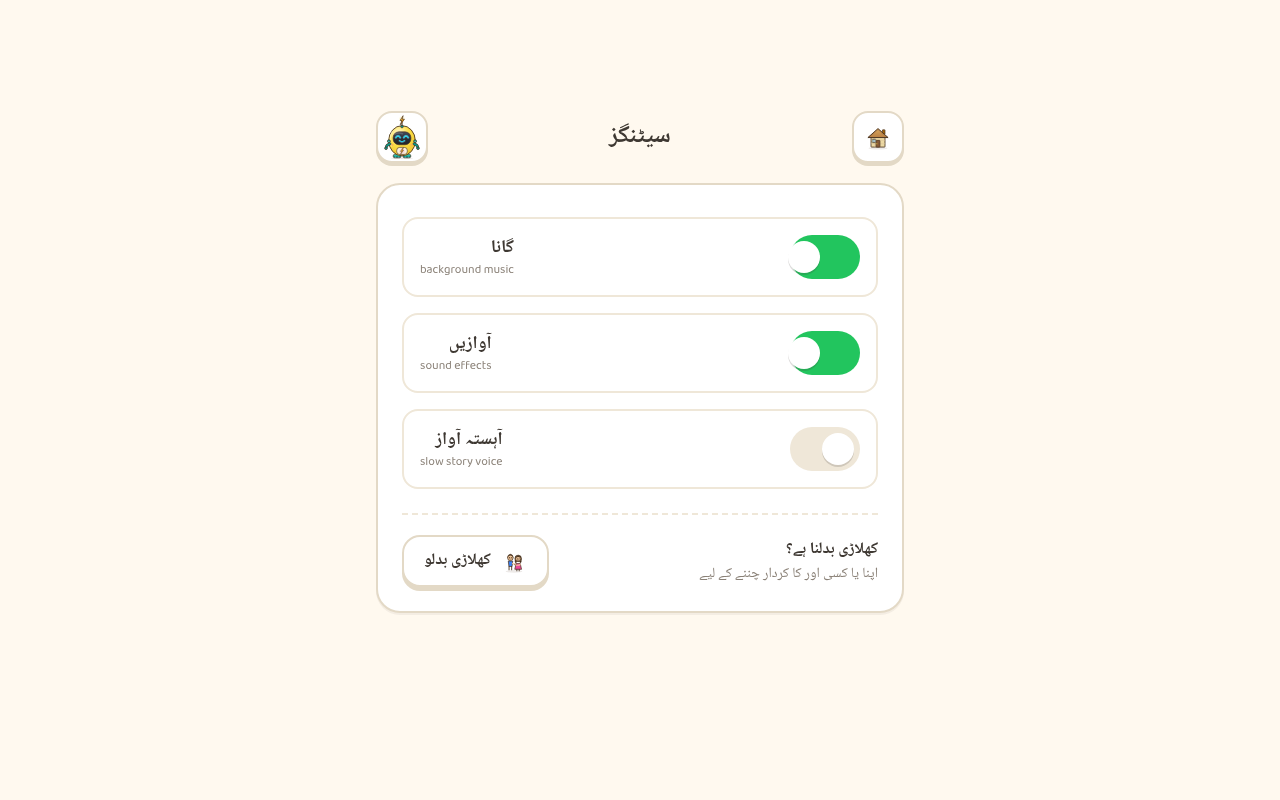 سیٹنگز
گانا
background music
آوازیں
sound effects
آہستہ آواز
slow story voice
کھلاڑی بدلنا ہے؟
اپنا یا کسی اور کا کردار چننے کے لیے
کھلاڑی بدلو